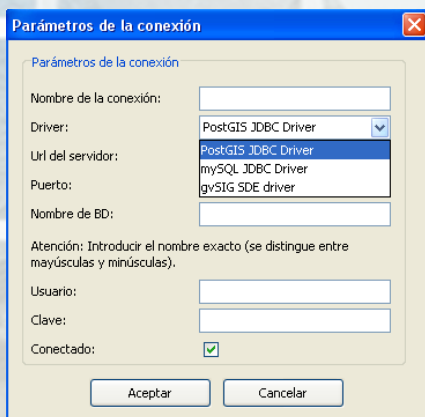 Parámetros de la conexión
Parámetros de la conexión
Nombre de la conexión:
Driver:
PostGIS JDBC Driver
PostGIS JDBC Driver
mySQL JDBC Driver
gvSIG SDE driver
Url del servidor:
Puerto:
Nombre de BD:
Atención: Introducir el nombre exacto (se distingue entre
mayúsculas y minúsculas).
Usuario:
Clave:
Conectado:
Aceptar
Cancelar